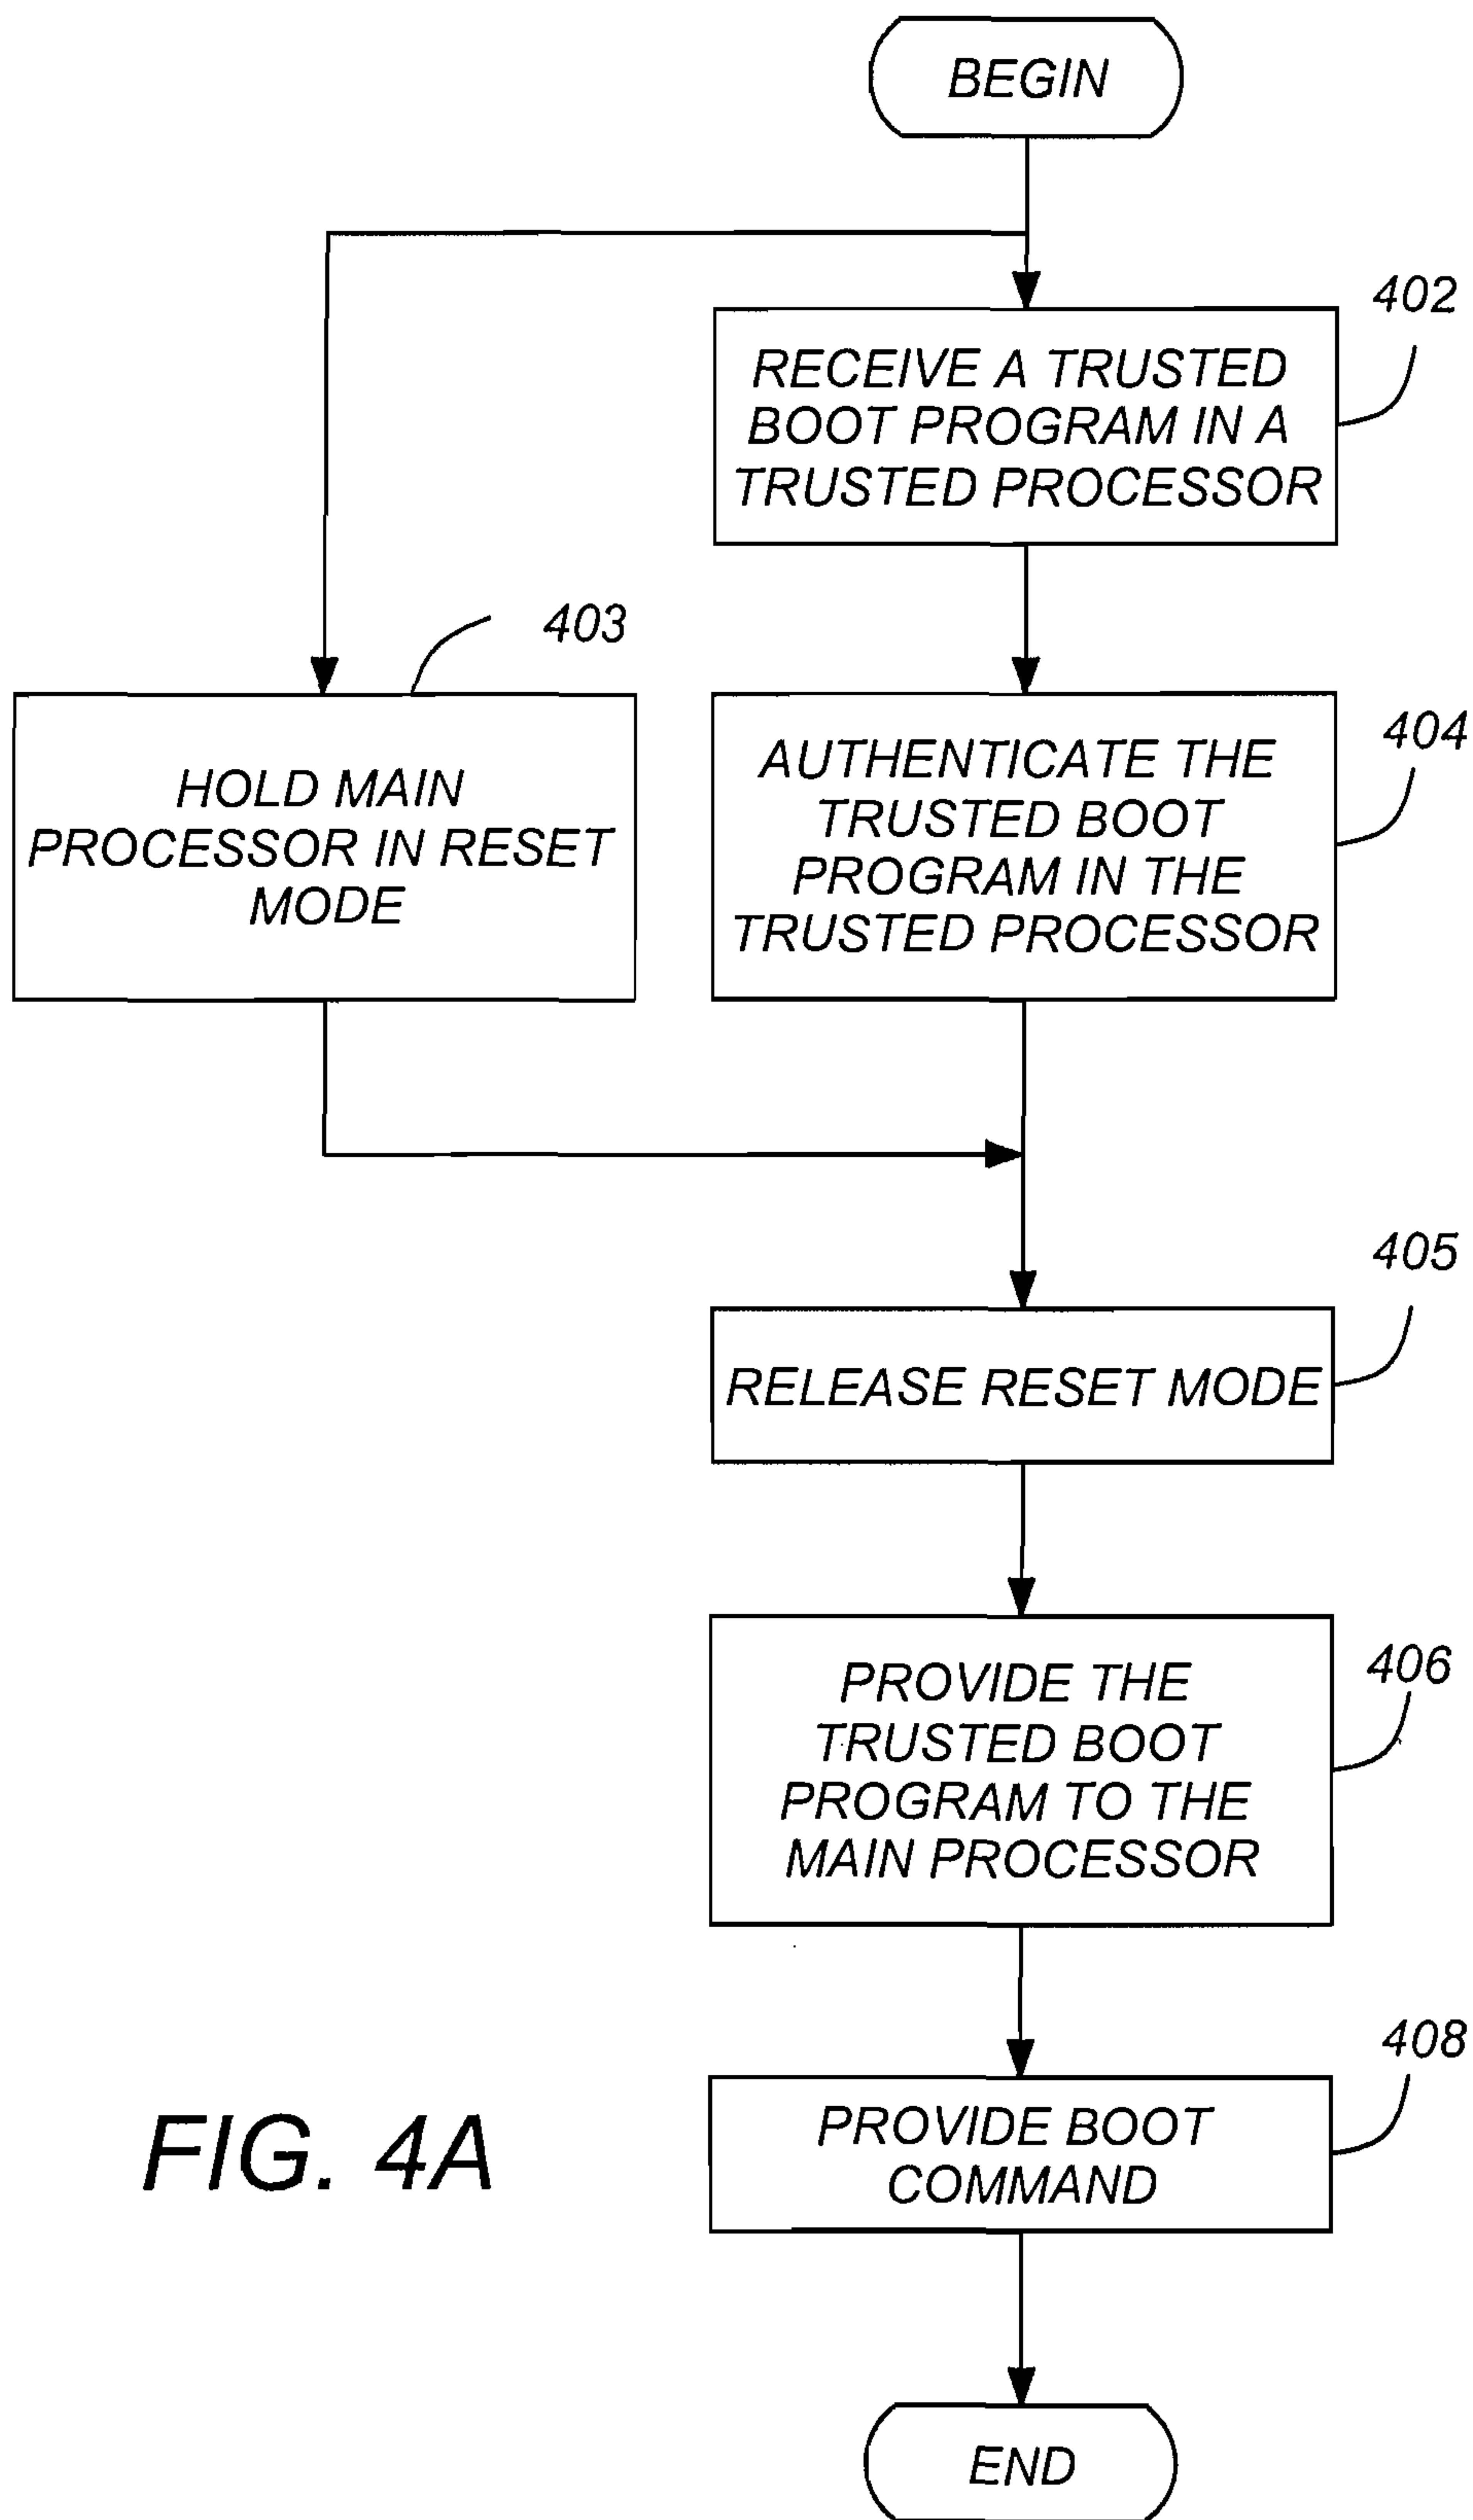 BEGIN
402
RECEIVE A TRUSTED
BOOT PROGRAM IN A
TRUSTED PROCESSOR
403
HOLD MAIN
PROCESSOR IN RESET
MODE
404
AUTHENTICATE THE
TRUSTED BOOT
PROGRAM IN THE
TRUSTED PROCESSOR
405
RELEASE RESET MODE
406
PROVIDE THE
TRUSTED BOOT
PROGRAM TO THE
MAIN PROCESSOR
408
PROVIDE BOOT
COMMAND
FIG. 4A
END